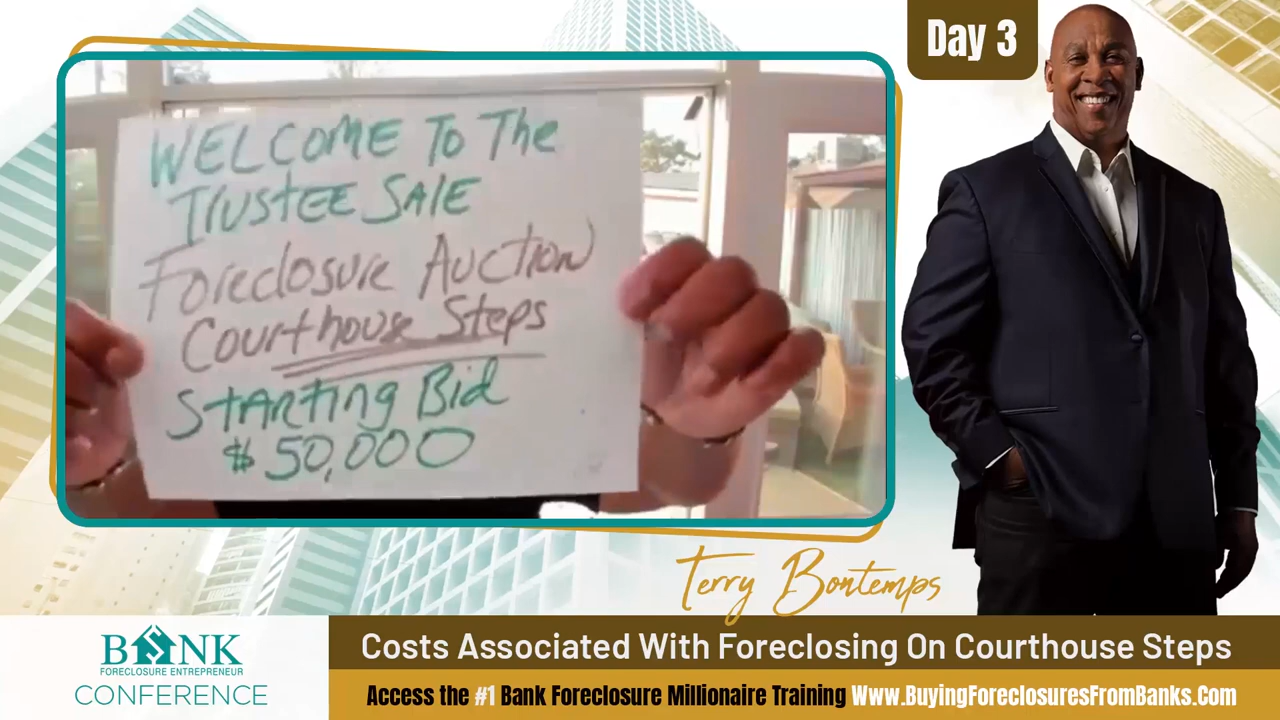 Day 3
WELCOME To The
Trustee Sale
Foreclosure Auction
Courthouse Steps
Starting Bid
$50,000
Terry Bontemps
BANK
FORECLOSURE ENTREPRENEUR
CONFERENCE
Costs Associated With Foreclosing On Courthouse Steps
Access the #1 Bank Foreclosure Millionaire Training Www.BuyingForeclosuresFromBanks.Com